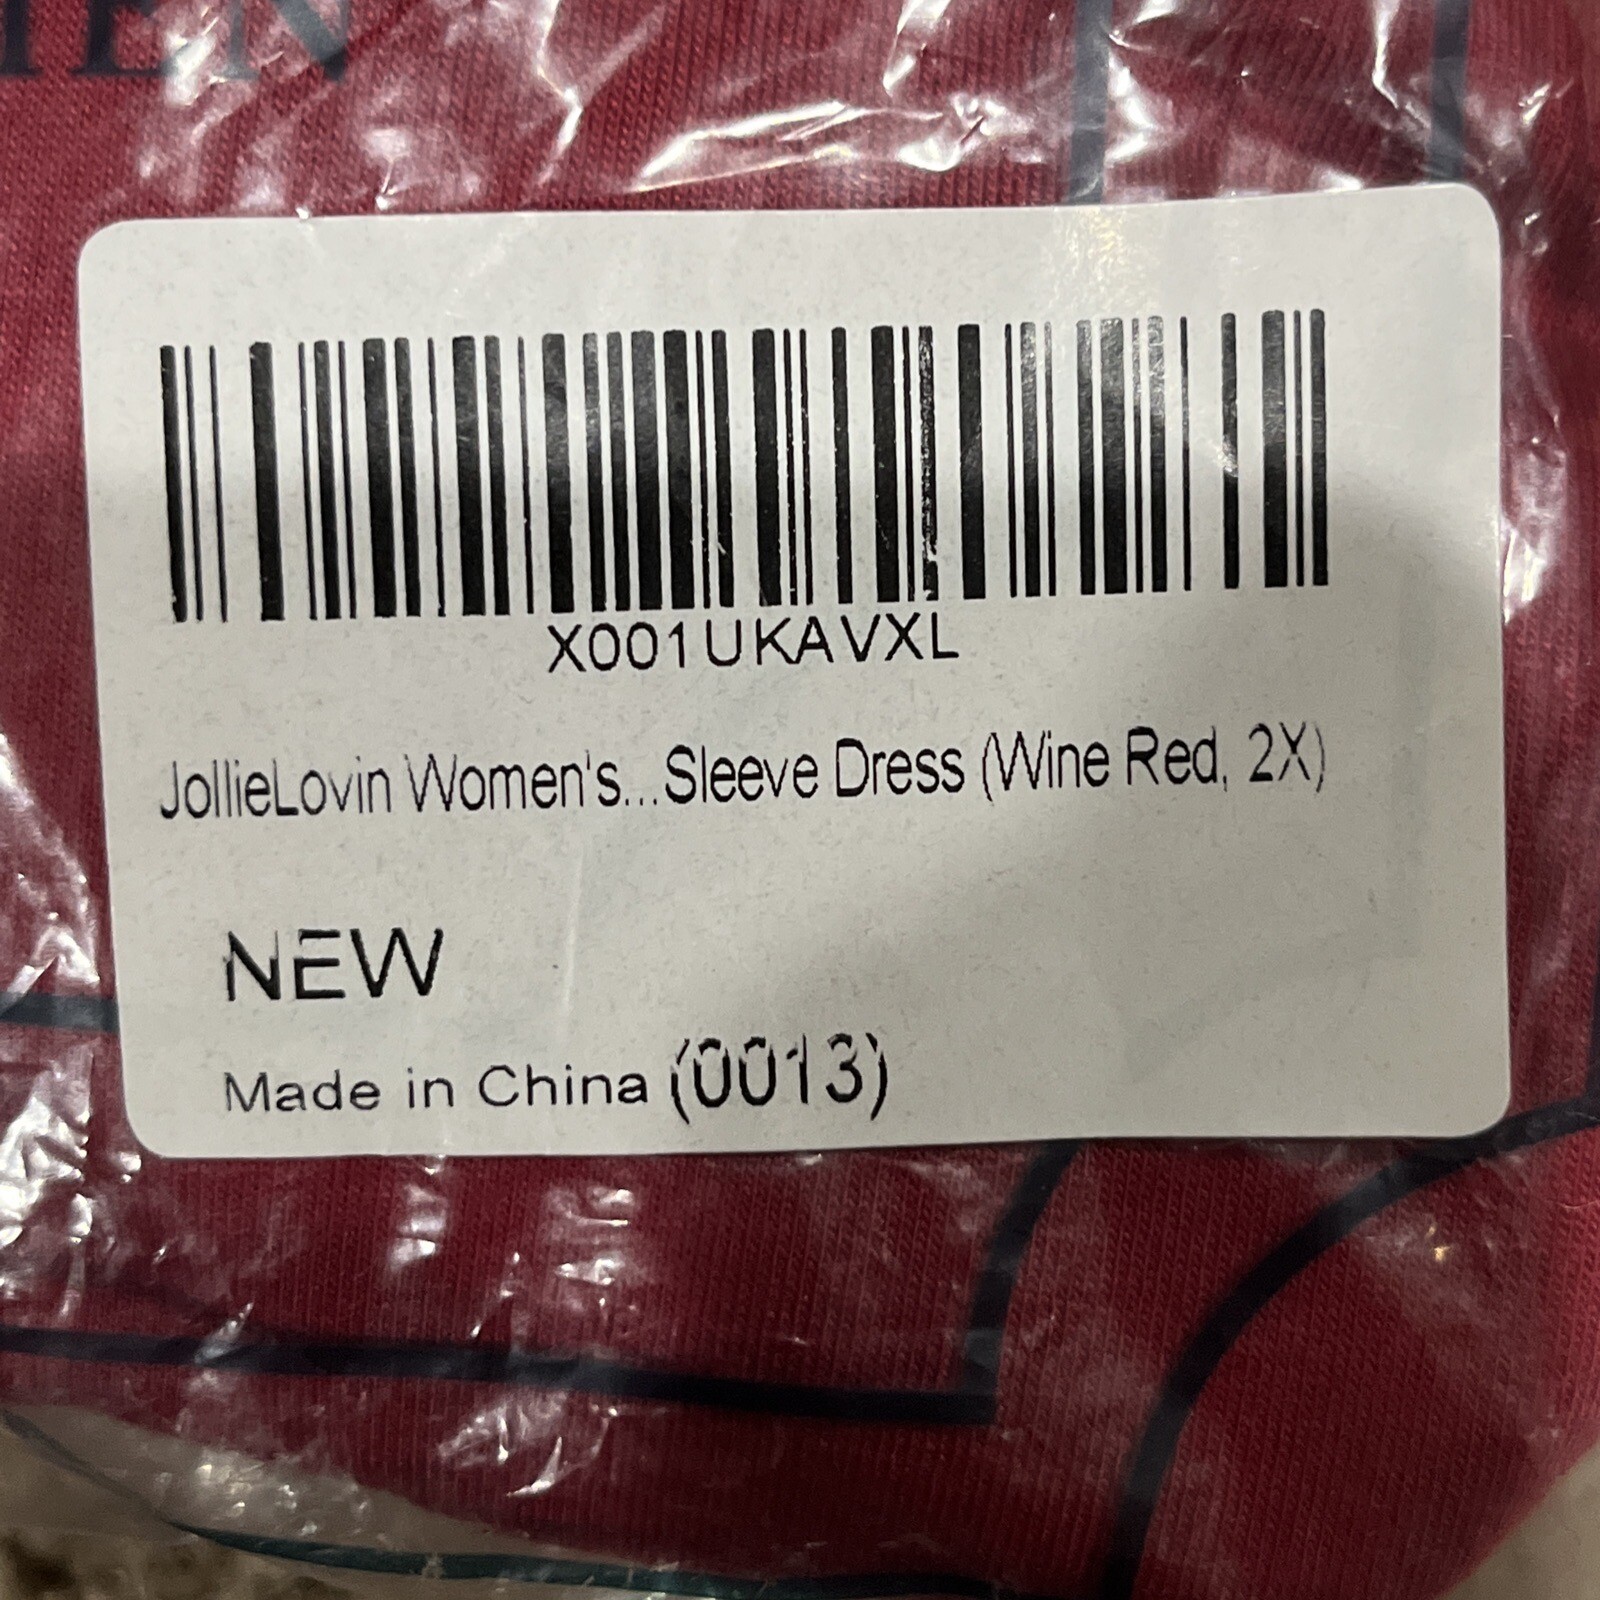 X001UKAVXL
JollieLovin Women's...Sleeve Dress (Wine Red, 2X)
NEW
Made in China (0013)